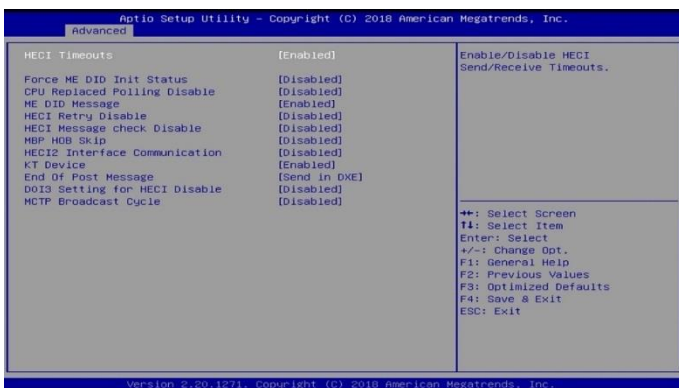 Aptio Setup Utility – Copyright (C) 2018 American Megatrends, Inc.
Advanced
HECI Timeouts [Enabled]
Force ME DID Init Status [Disabled]
CPU Replaced Polling Disable [Disabled]
ME DID Message [Enabled]
HECI Retry Disable [Disabled]
HECI Message check Disable [Disabled]
MBP HOB Skip [Disabled]
HECI2 Interface Communication [Disabled]
KT Device [Enabled]
End Of Post Message [Send in DXE]
DOI3 Setting for HECI Disable [Disabled]
MCTP Broadcast Cycle [Disabled]
Enable/Disable HECI
Send/Receive Timeouts.
→←: Select Screen
↑↓: Select Item
Enter: Select
+/-: Change Opt.
F1: General Help
F2: Previous Values
F3: Optimized Defaults
F4: Save & Exit
ESC: Exit
Version 2.20.1271. Copyright (C) 2018 American Megatrends, Inc.